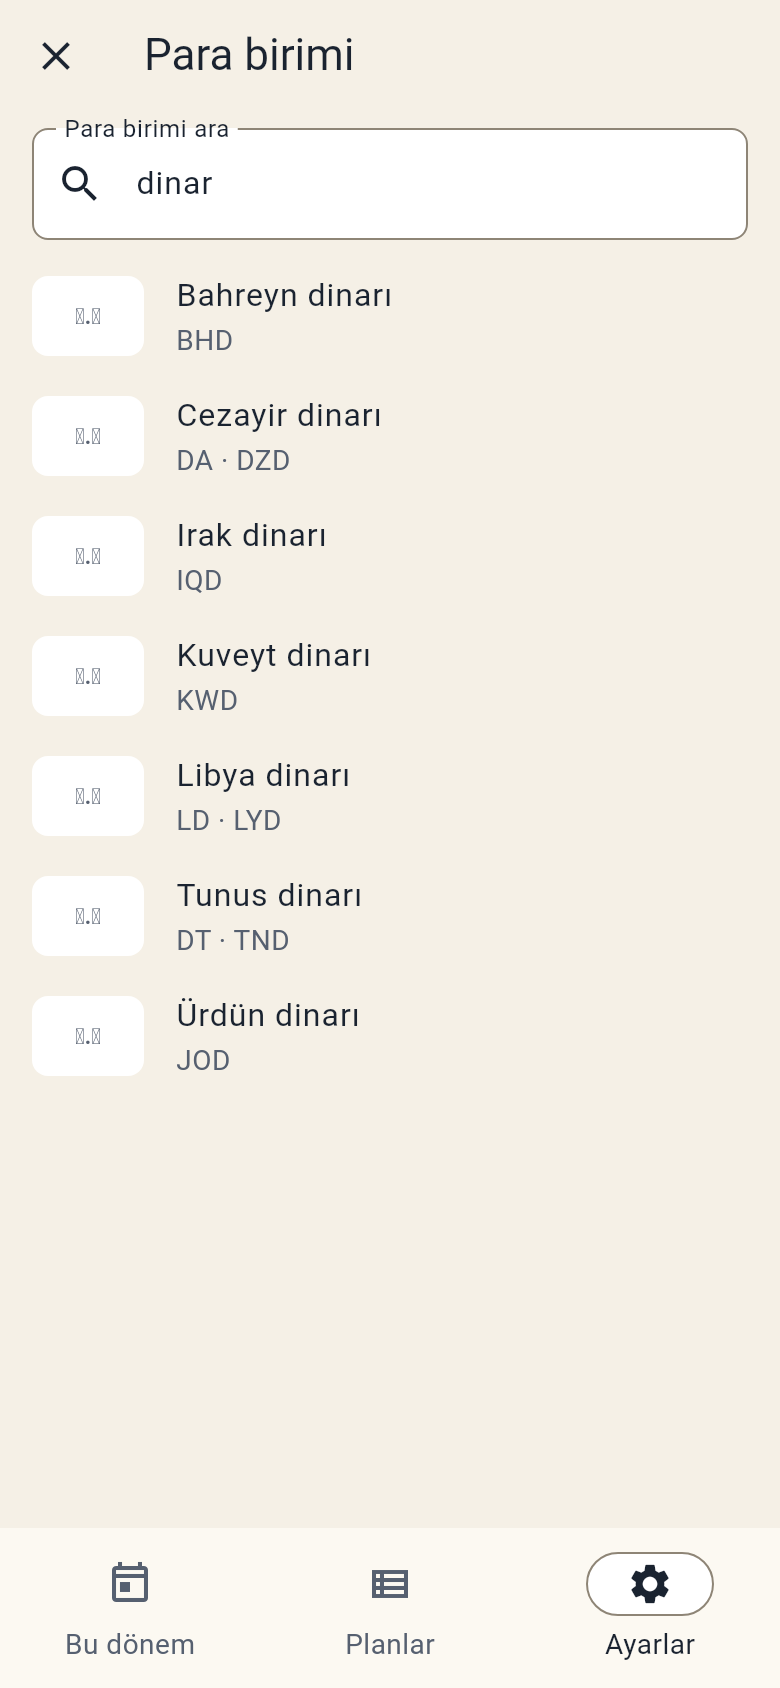 Para birimi
Para birimi ara
dinar
Bahreyn dinarı
BHD
Cezayir dinarı
DA · DZD
Irak dinarı
IQD
Kuveyt dinarı
KWD
Libya dinarı
LD · LYD
Tunus dinarı
DT · TND
Ürdün dinarı
JOD
Bu dönem
Planlar
Ayarlar